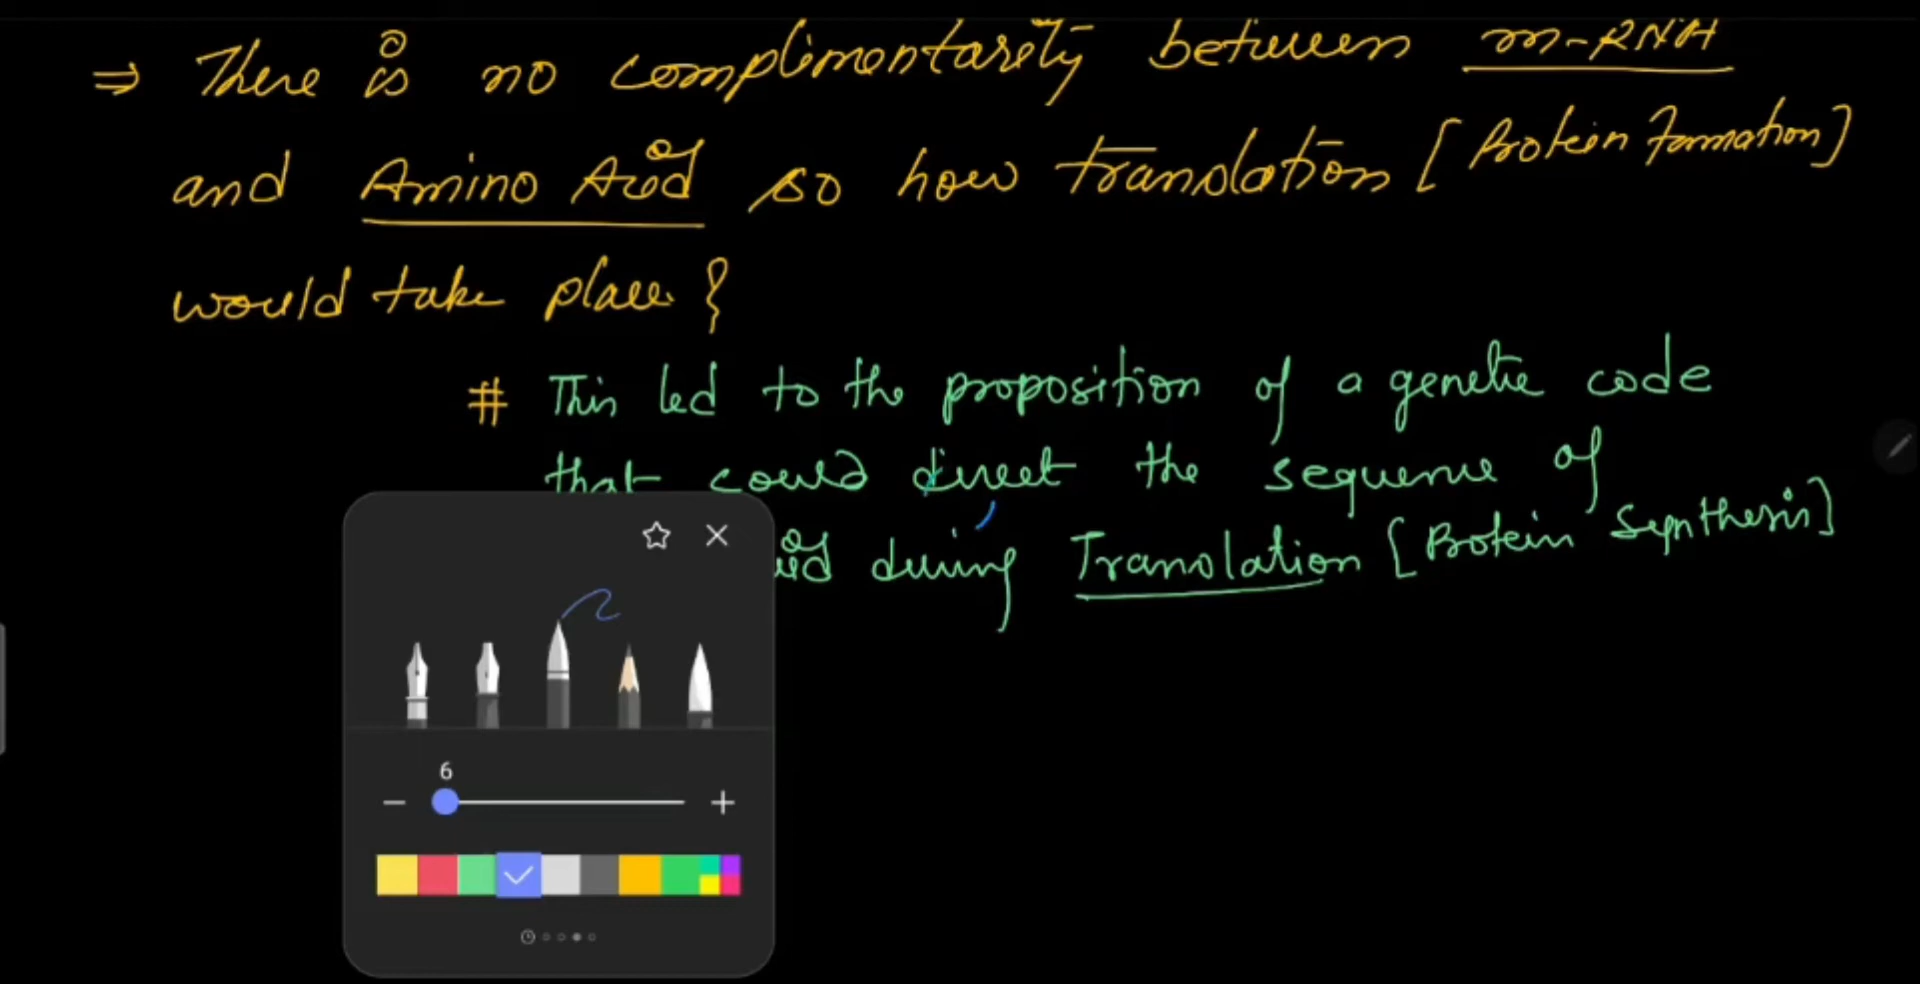 ⇒ There is no complimentarity between m-RNA
and Amino Acid so how translation [Protein Formation]
would take place ?
# This led to the proposition of a genetic code
that could direct the sequence of
during Translation [Protein Synthesis]
6